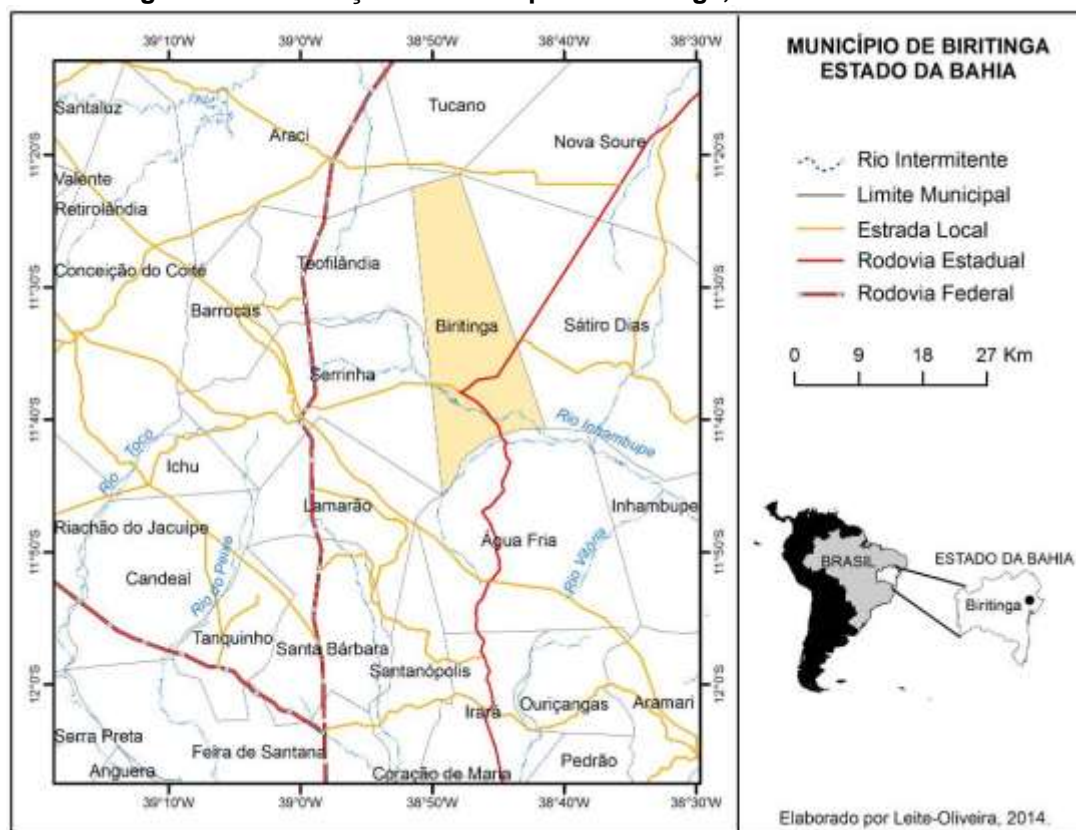 39°10'W 39°0'W 38°50'W 38°40'W 38°30'W
Tucano
Santaluz
Araci
Nova Soure
11°20'S 11°20'S
Valente
Retirolândia
Teofilândia
Conceição do Coité
11°30'S 11°30'S
Barrocas
Biritinga
Sátiro Dias
Serrinha
11°40'S 11°40'S
Rio Inhambupe
Rio Toco
Ichu
Lamarão
Inhambupe
Riachão do Jacuípe
Água Fria
11°50'S 11°50'S
Candeal
Rio do Peixe
Rio Vitória
Tanquinho
Santa Bárbara
Santanópolis
12°0'S 12°0'S
Irará
Ouriçangas
Aramari
Serra Preta
Feira de Santana
Pedrão
Anguera
Coração de Maria
39°10'W 39°0'W 38°50'W 38°40'W 38°30'W
MUNICÍPIO DE BIRITINGA
ESTADO DA BAHIA
Rio Intermitente
Limite Municipal
Estrada Local
Rodovia Estadual
Rodovia Federal
0 9 18 27 Km
BRASIL
ESTADO DA BAHIA
Biritinga
Elaborado por Leite-Oliveira, 2014.